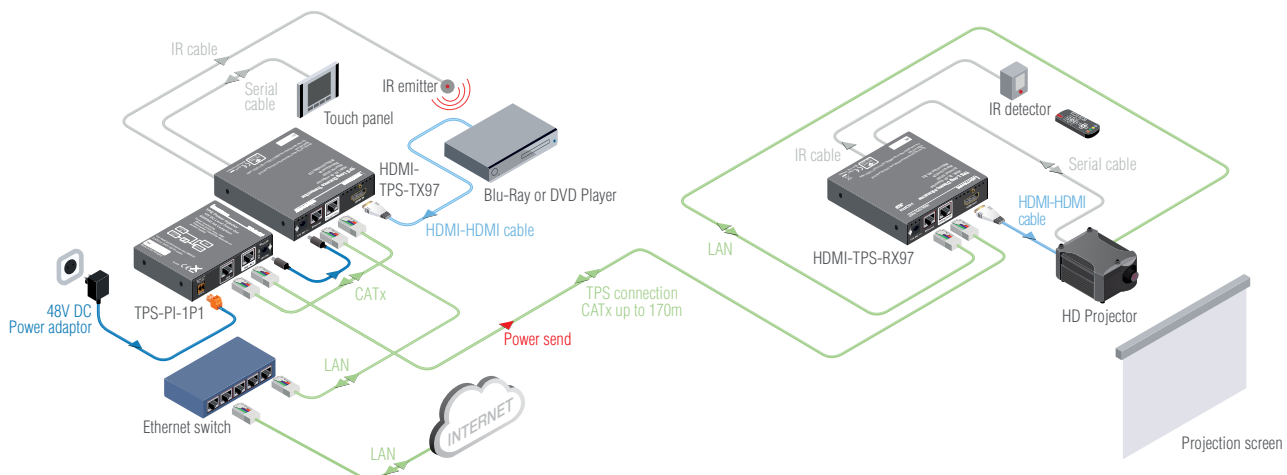 IR cable
Serial
cable
Touch panel
IR emitter
HDMI-
TPS-TX97
Blu-Ray or DVD Player
HDMI-HDMI cable
48V DC
Power adaptor
TPS-PI-1P1
CATx
LAN
Power send
TPS connection
CATx up to 170m
Ethernet switch
INTERNET
LAN
IR detector
IR cable
Serial cable
LAN
HDMI-TPS-RX97
HDMI-HDMI
cable
HD Projector
Projection screen